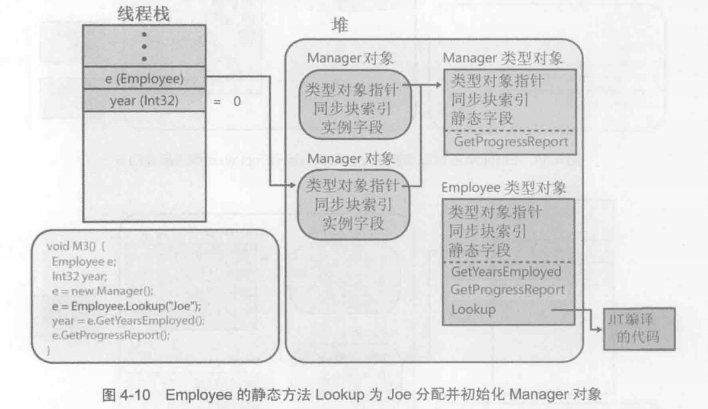 线程栈
堆
e (Employee)
year (Int32)
= 0
Manager 对象
类型对象指针
同步块索引
实例字段
Manager 对象
类型对象指针
同步块索引
实例字段
Manager 类型对象
类型对象指针
同步块索引
静态字段
GetProgressReport
Employee 类型对象
类型对象指针
同步块索引
静态字段
GetYearsEmployed
GetProgressReport
Lookup
JIT编译
的代码
void M3() {
Employee e;
Int32 year;
e = new Manager();
e = Employee.Lookup("Joe");
year = e.GetYearsEmployed();
e.GetProgressReport();
}
图 4-10 Employee 的静态方法 Lookup 为 Joe 分配并初始化 Manager 对象